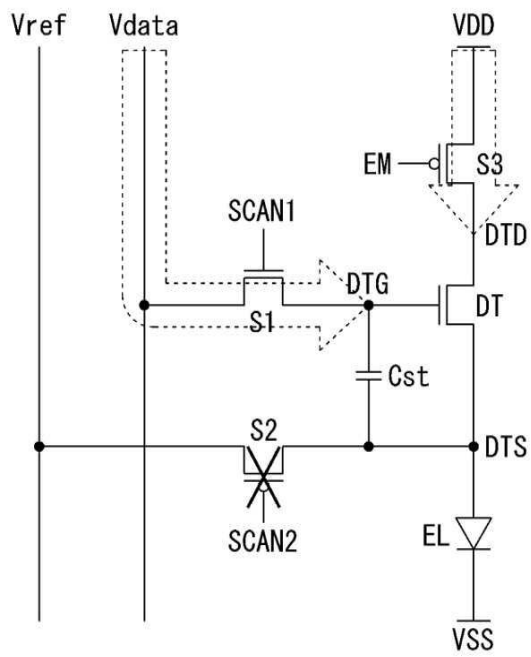 Vref Vdata VDD
EM S3
SCAN1
DTD
DTG
S1 DT
Cst
S2
DTS
SCAN2
EL
VSS